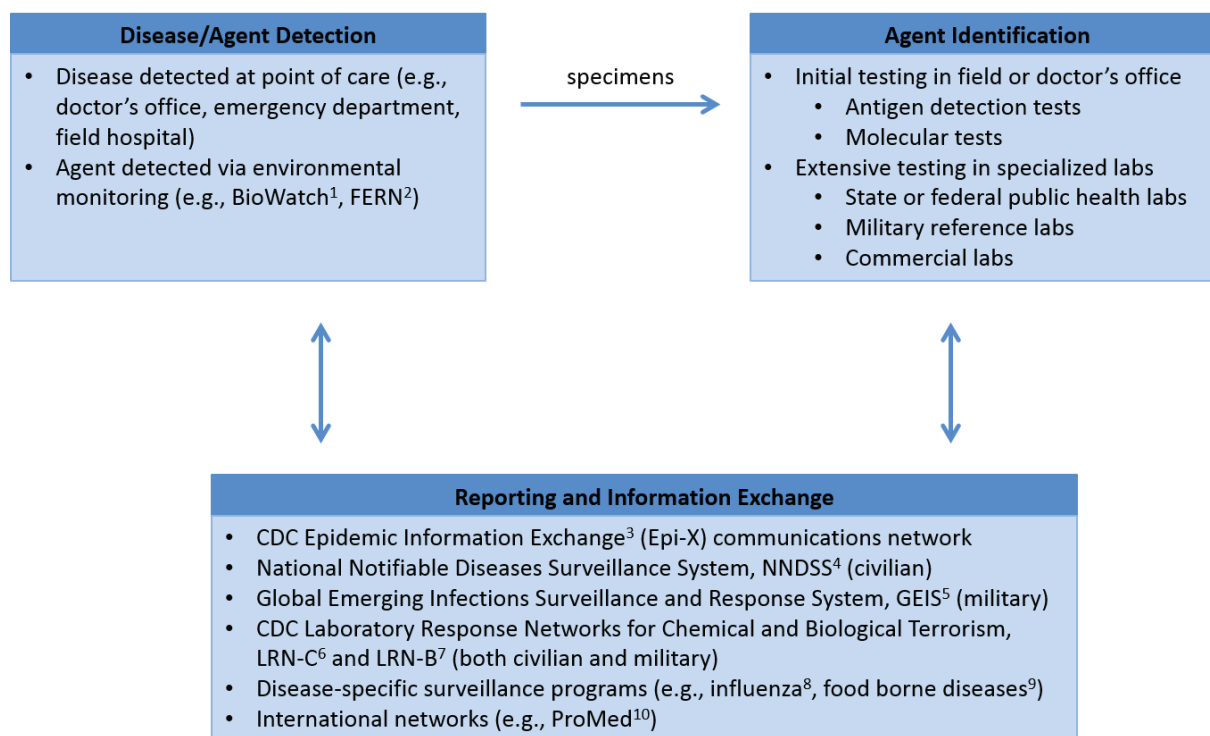 Disease/Agent Detection
• Disease detected at point of care (e.g.,
doctor’s office, emergency department,
field hospital)
• Agent detected via environmental
monitoring (e.g., BioWatch¹, FERN²)
specimens
Agent Identification
• Initial testing in field or doctor’s office
• Antigen detection tests
• Molecular tests
• Extensive testing in specialized labs
• State or federal public health labs
• Military reference labs
• Commercial labs
Reporting and Information Exchange
• CDC Epidemic Information Exchange³ (Epi-X) communications network
• National Notifiable Diseases Surveillance System, NNDSS⁴ (civilian)
• Global Emerging Infections Surveillance and Response System, GEIS⁵ (military)
• CDC Laboratory Response Networks for Chemical and Biological Terrorism,
LRN-C⁶ and LRN-B⁷ (both civilian and military)
• Disease-specific surveillance programs (e.g., influenza⁸, food borne diseases⁹)
• International networks (e.g., ProMed¹⁰)